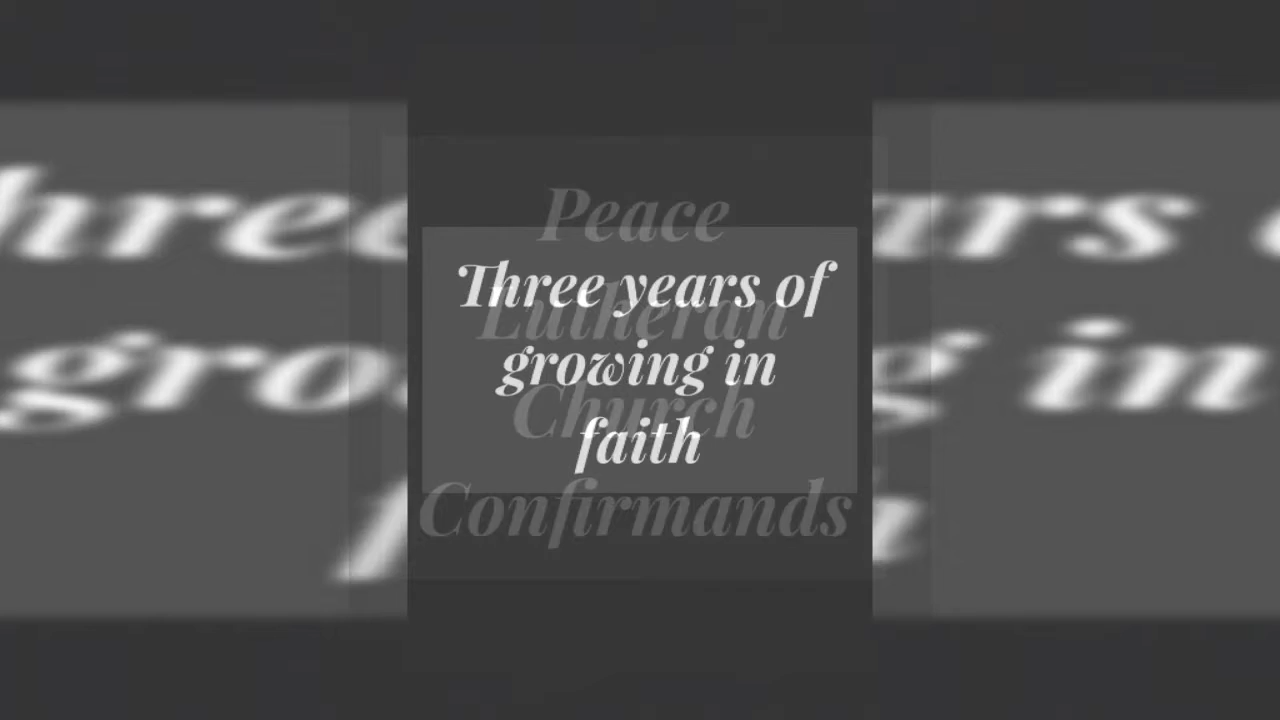 Peace
Three years of
Lutheran
growing in
Church
faith
Confirmands